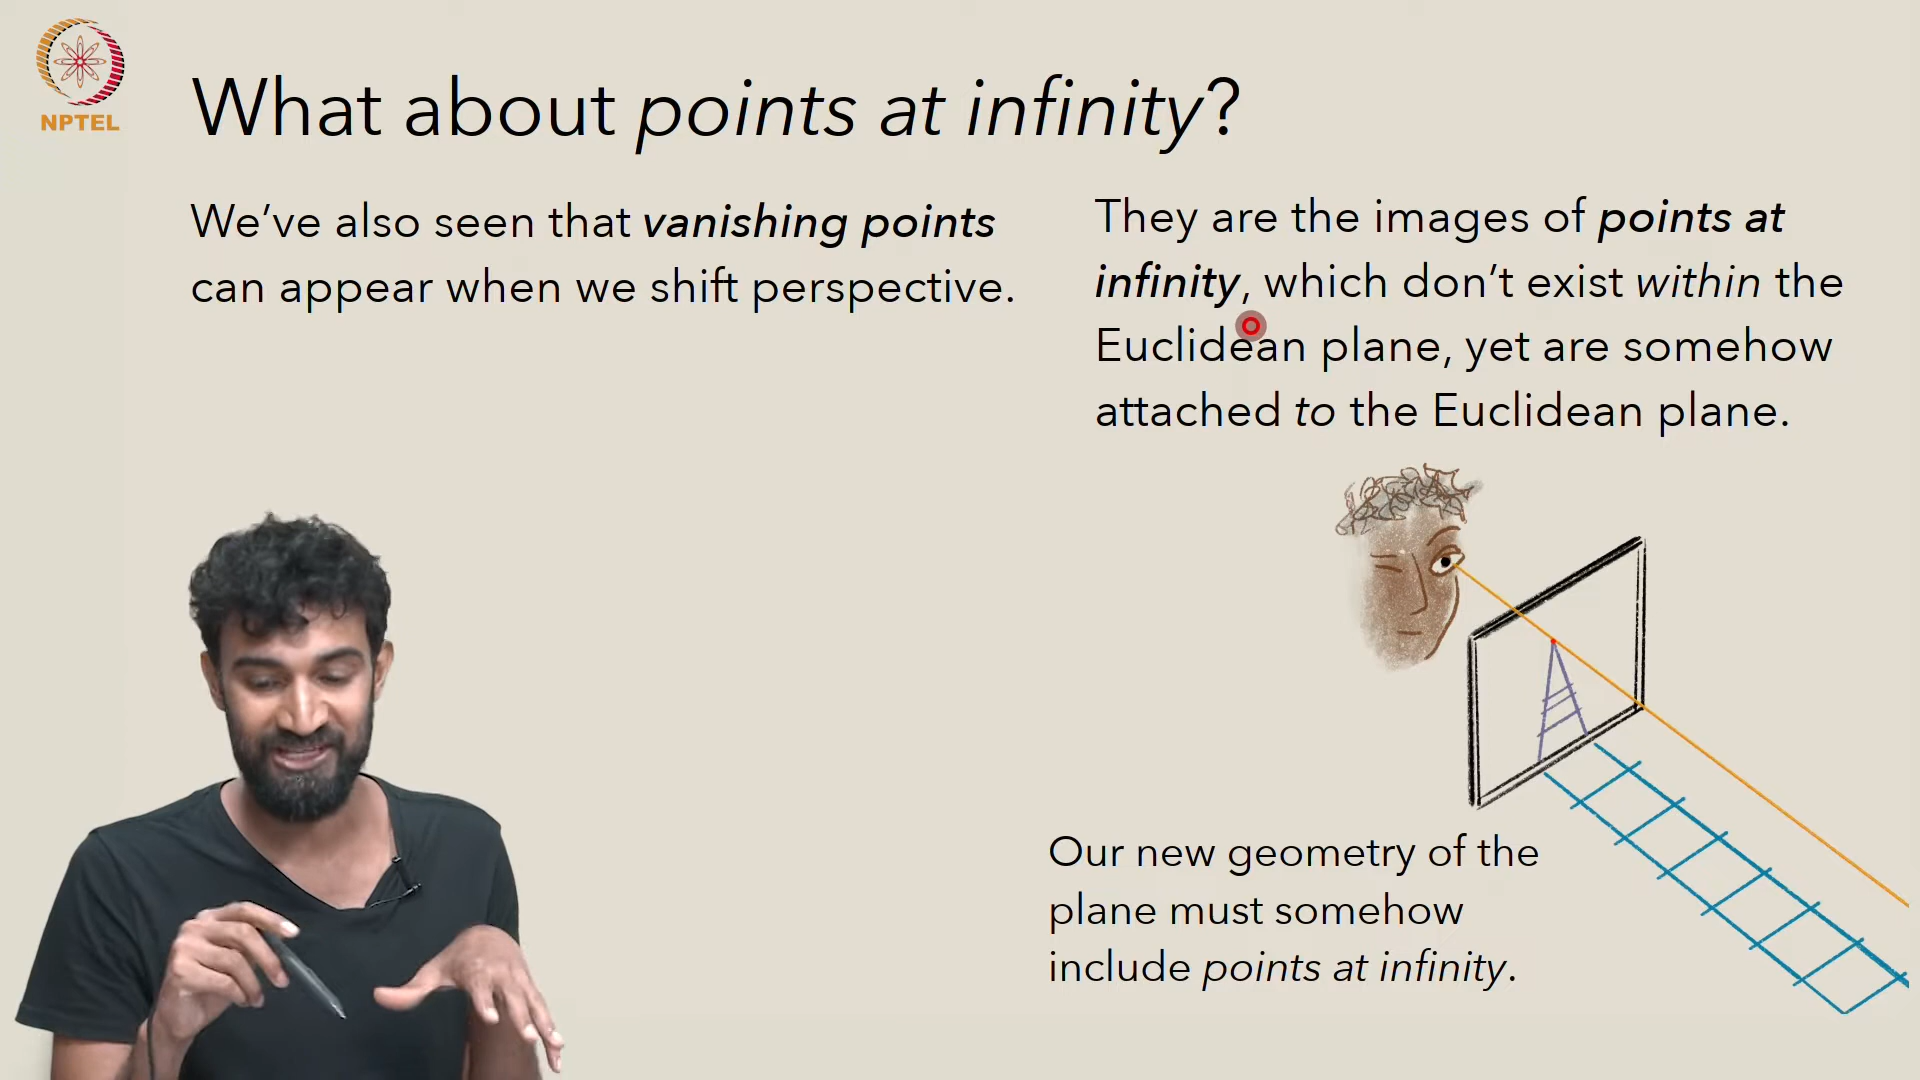 NPTEL
What about points at infinity?
We’ve also seen that vanishing points
can appear when we shift perspective.
They are the images of points at
infinity, which don’t exist within the
Euclidean plane, yet are somehow
attached to the Euclidean plane.
Our new geometry of the
plane must somehow
include points at infinity.